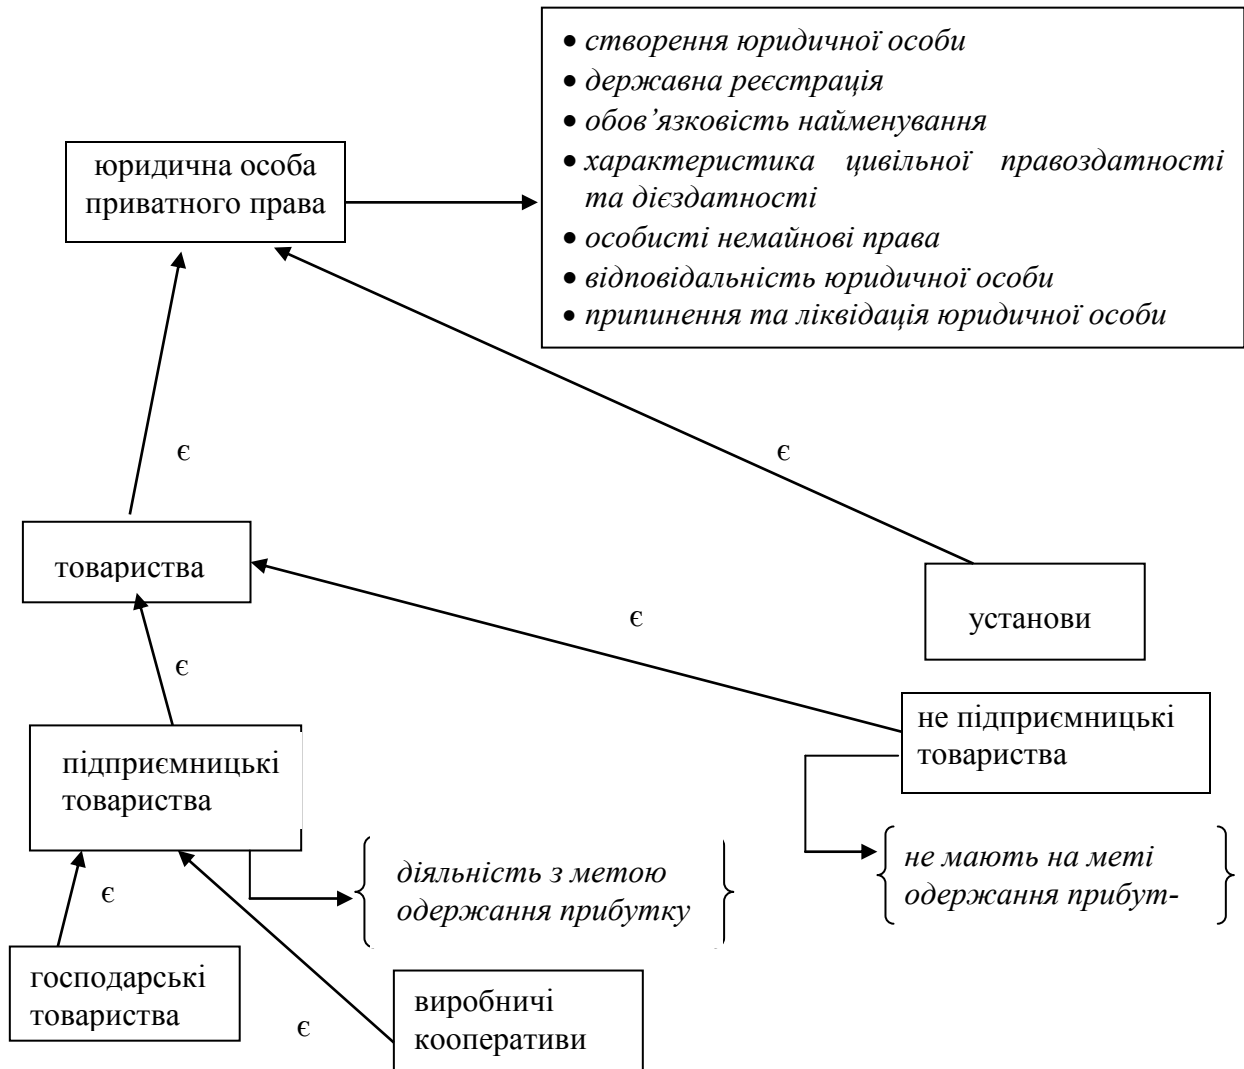 • створення юридичної особи
• державна реєстрація
• обов’язковість найменування
• характеристика цивільної правоздатності
та дієздатності
• особисті немайнові права
• відповідальність юридичної особи
• припинення та ліквідація юридичної особи
юридична особа
приватного права
є
є
товариства
установи
є
є
не підприємницькі
товариства
підприємницькі
товариства
не мають на меті
одержання прибут-
діяльність з метою
одержання прибутку
є
господарські
товариства
є
виробничі
кооперативи